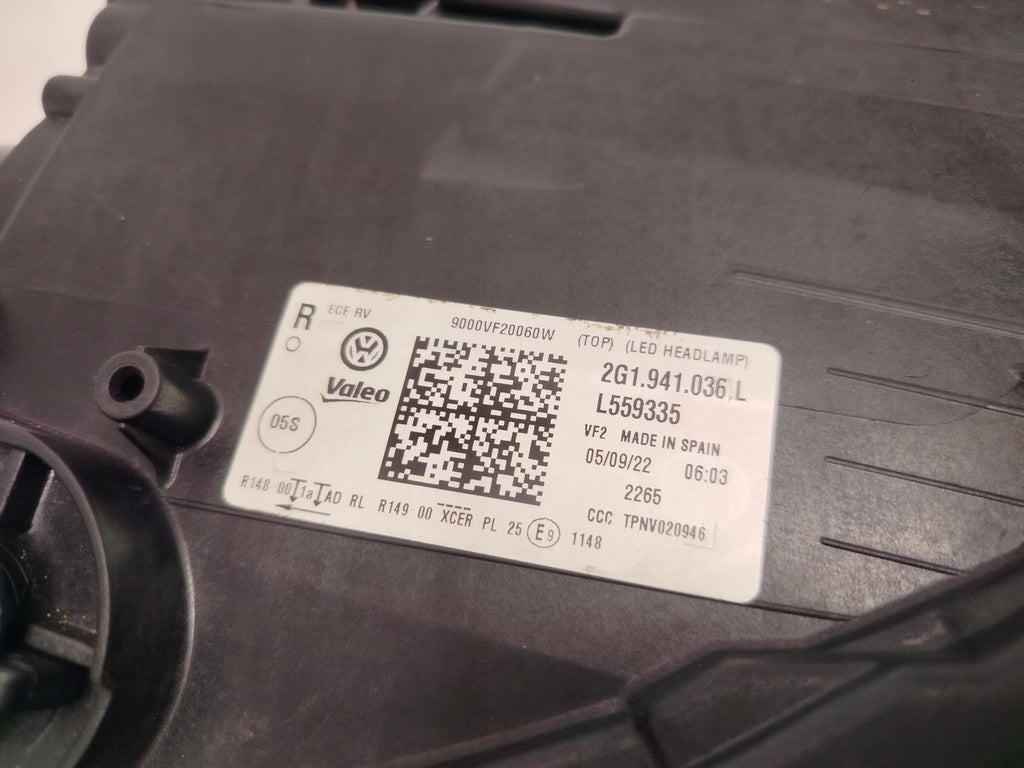 R ECE RV
9000VF20060W (TOP) (LED HEADLAMP)
Valeo
2G1.941.036 L
L559335
05S
VF2 MADE IN SPAIN
05/09/22 06:03
2265
R148 00 1a AD RL R149 00 XCER PL 25 E9 1148
CCC TPNV020946